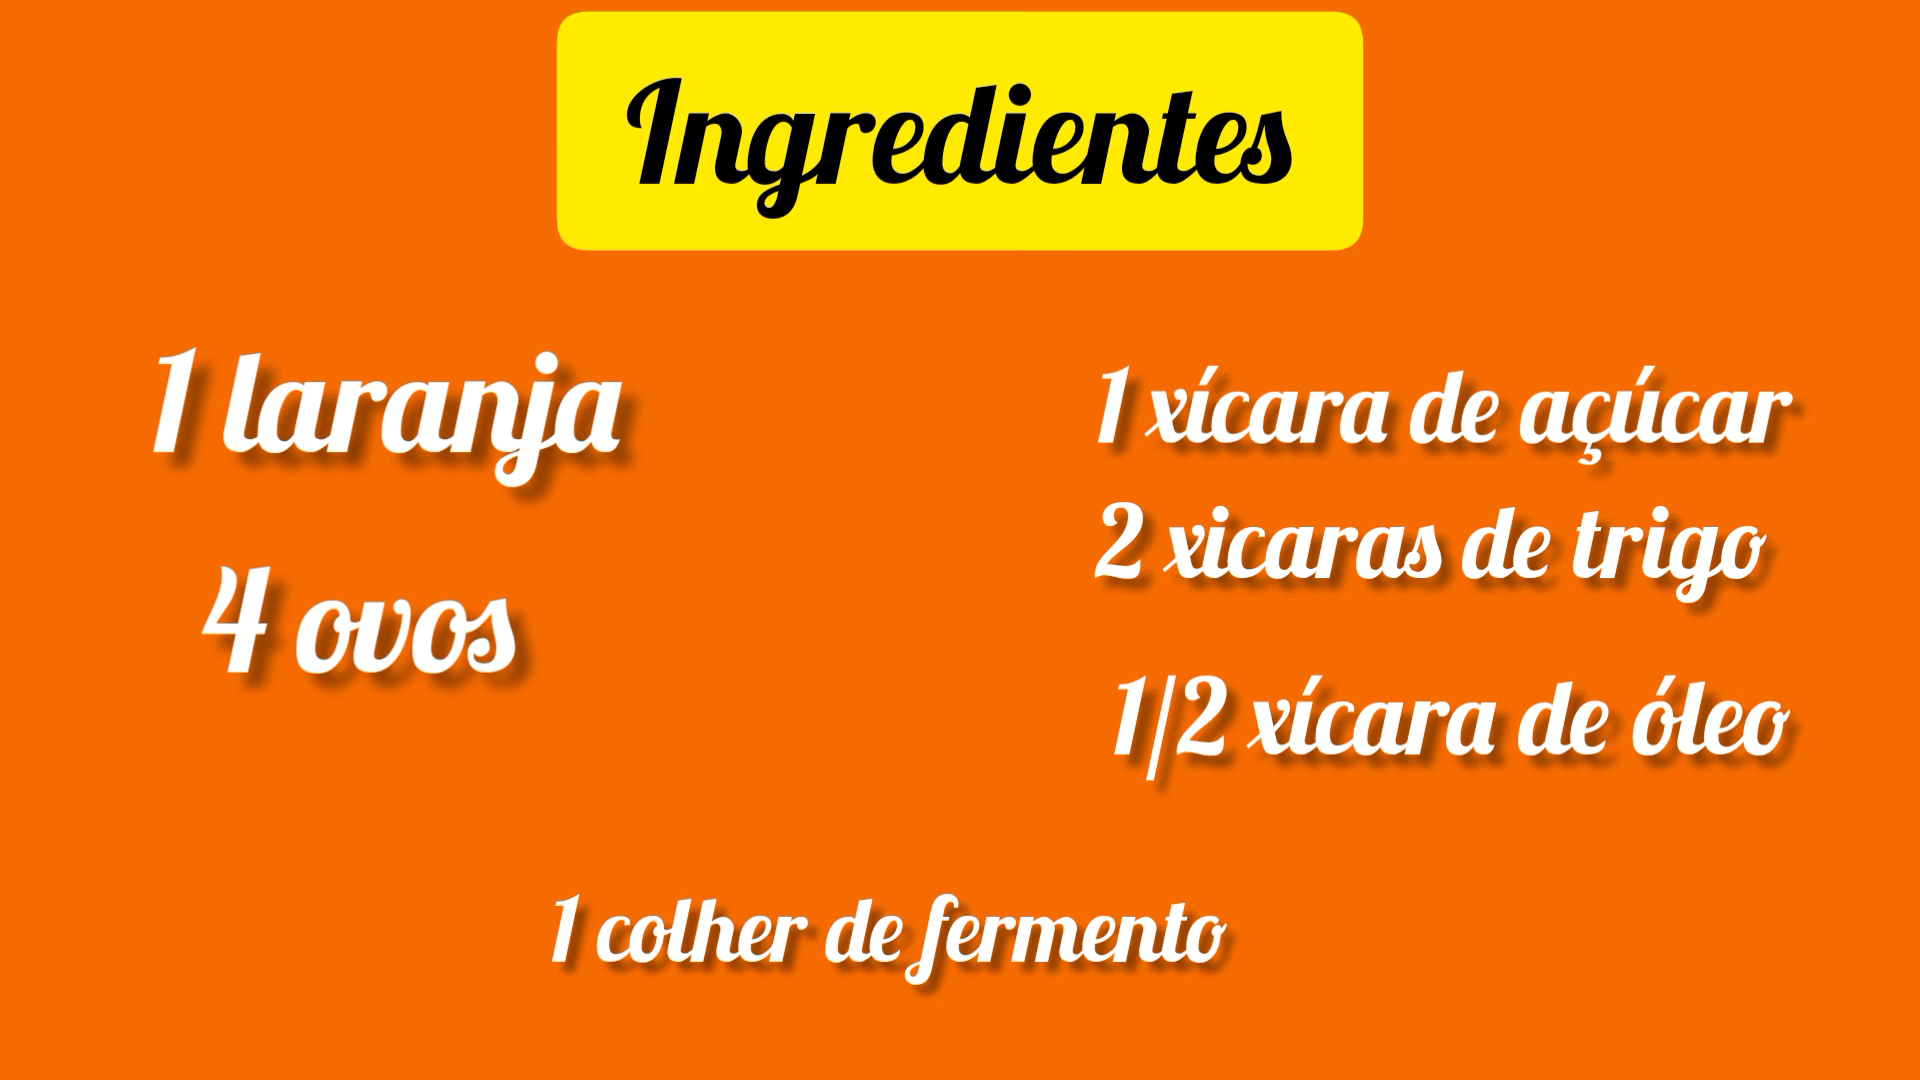 Ingredientes
1 laranja
4 ovos
1 xícara de açúcar
2 xicaras de trigo
1/2 xícara de óleo
1 colher de fermento